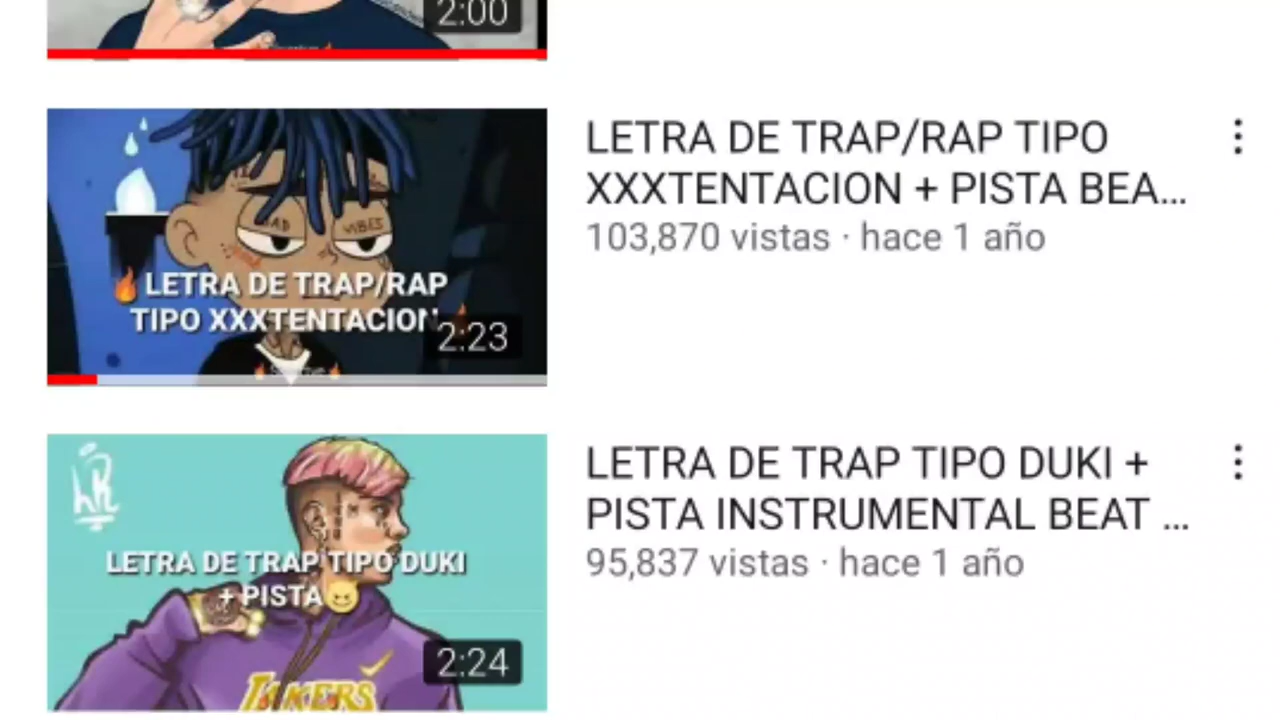 2:00
LETRA DE TRAP/RAP TIPO
XXXTENTACION + PISTA BEA...
103,870 vistas · hace 1 año
BAD
VIBES
🔥LETRA DE TRAP/RAP
TIPO XXXTENTACION🔥
2:23
LETRA DE TRAP TIPO DUKI +
PISTA INSTRUMENTAL BEAT ...
95,837 vistas · hace 1 año
LETRA DE TRAP TIPO DUKI
+ PISTA😈
2:24
LAKERS